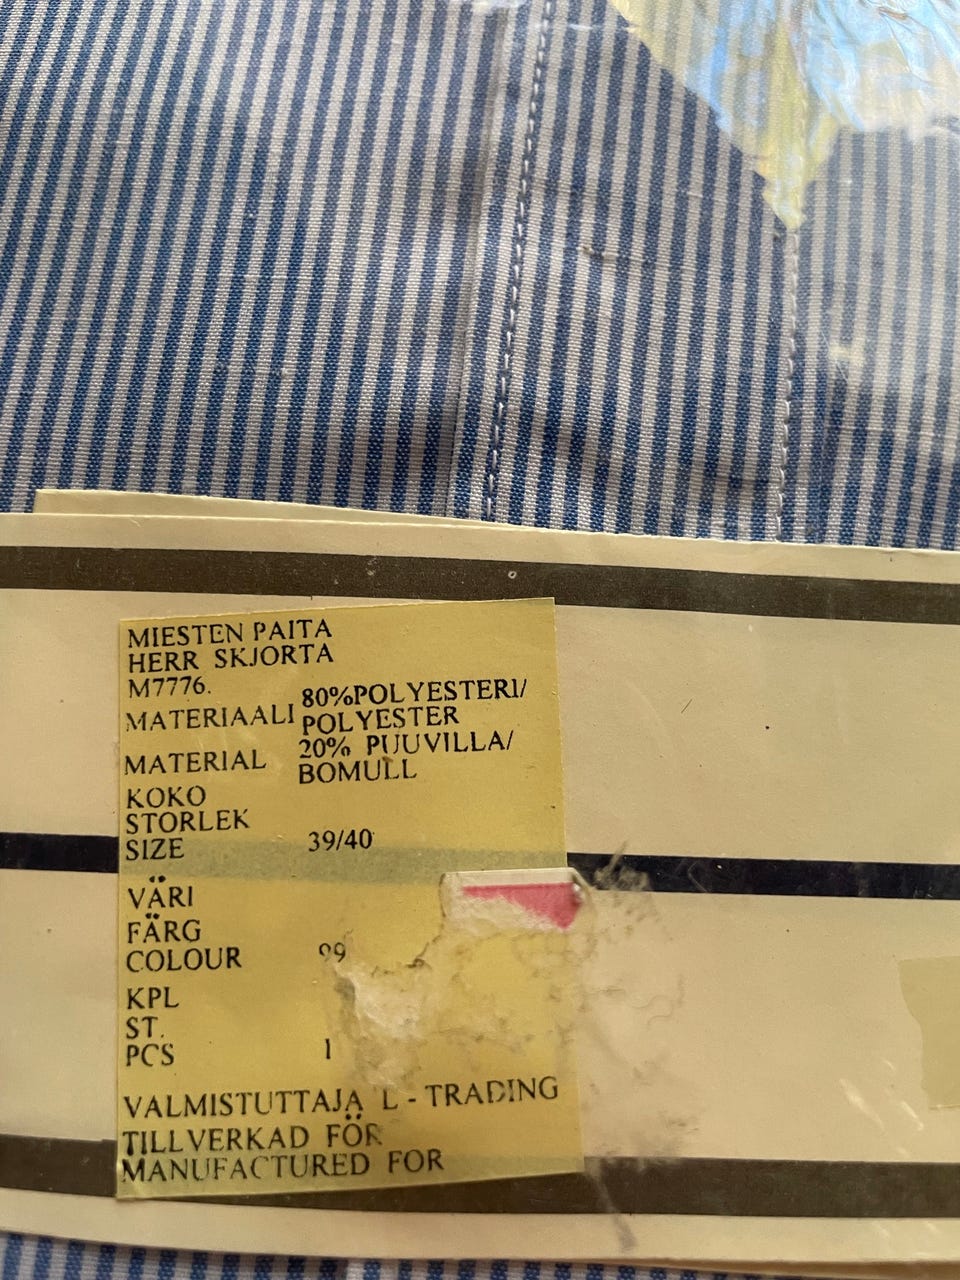 MIESTEN PAITA
HERR SKJORTA
M7776.
MATERIAALI 80%POLYESTERI/
POLYESTER
MATERIAL 20% PUUVILLA/
BOMULL
KOKO
STORLEK
SIZE 39/40
VÄRI
FÄRG
COLOUR 99
KPL
ST.
PCS 1
VALMISTUTTAJA L - TRADING
TILLVERKAD FÖR
MANUFACTURED FOR